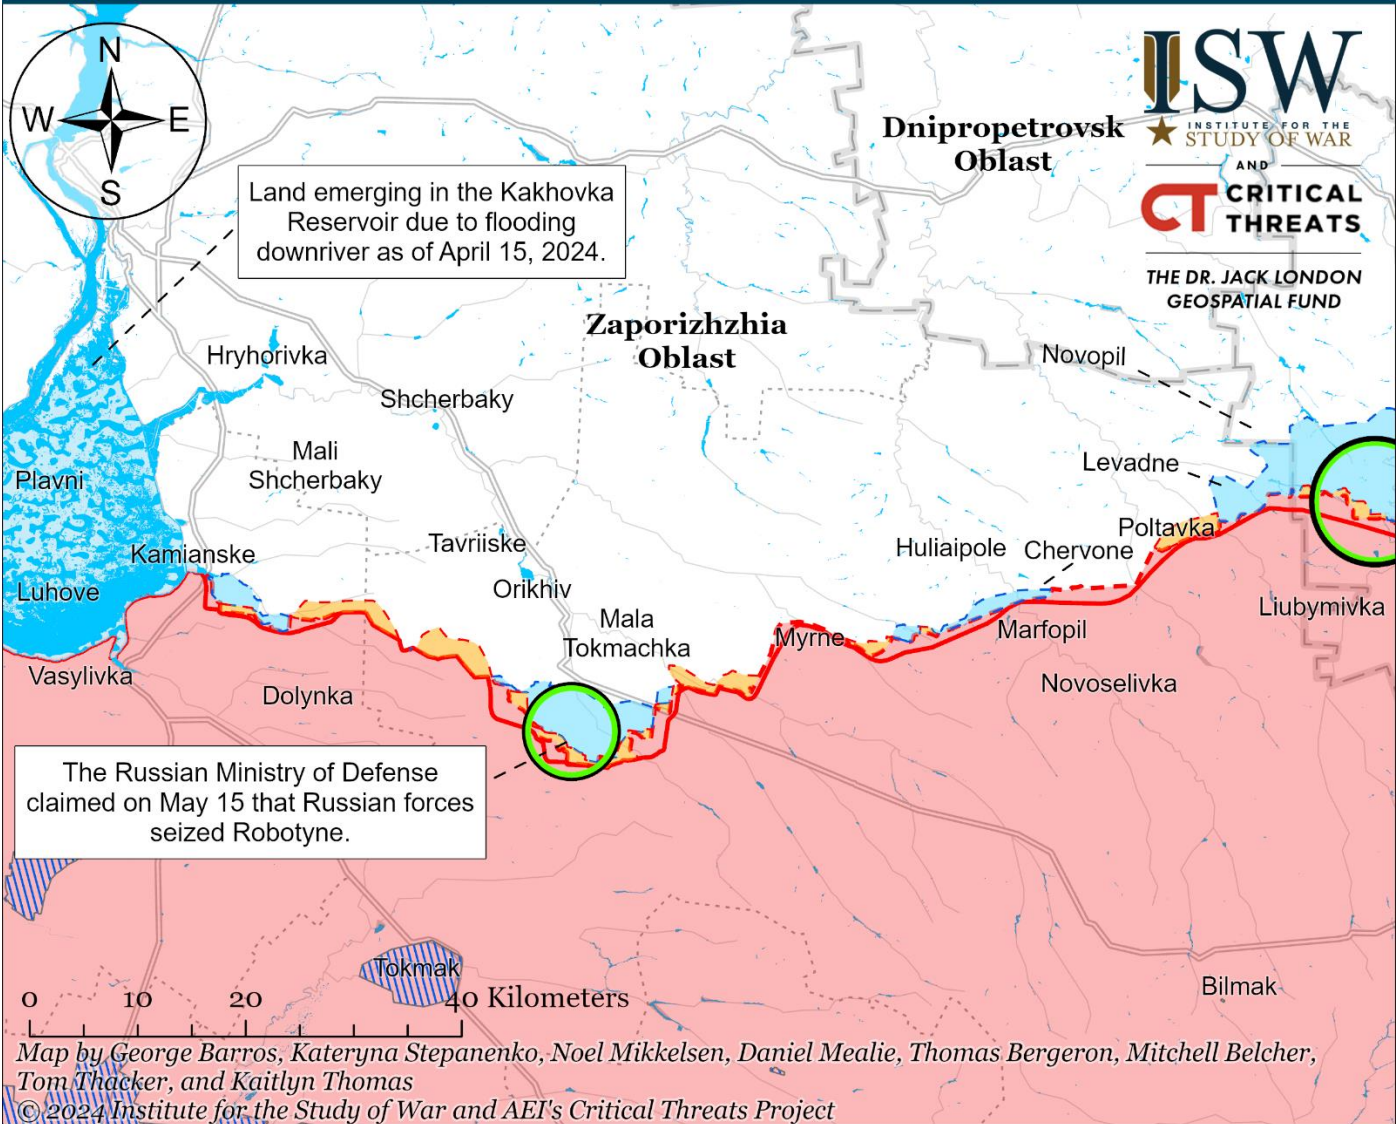 N
W
E
S
ISW
INSTITUTE FOR THE
STUDY OF WAR
AND
CT CRITICAL
THREATS
THE DR. JACK LONDON
GEOSPATIAL FUND
Dnipropetrovsk
Oblast
Land emerging in the Kakhovka
Reservoir due to flooding
downriver as of April 15, 2024.
Zaporizhzhia
Oblast
Hryhorivka
Novopil
Shcherbaky
Mali
Shcherbaky
Levadne
Plavni
Poltavka
Tavriiske
Kamianske
Huliaipole
Chervone
Orikhiv
Luhove
Liubymivka
Mala
Tokmachka
Myrne
Marfopil
Vasylivka
Dolynka
Novoselivka
The Russian Ministry of Defense
claimed on May 15 that Russian forces
seized Robotyne.
Tokmak
Bilmak
0 10 20 40 Kilometers
Map by George Barros, Kateryna Stepanenko, Noel Mikkelsen, Daniel Mealie, Thomas Bergeron, Mitchell Belcher,
Tom Thacker, and Kaitlyn Thomas
© 2024 Institute for the Study of War and AEI's Critical Threats Project